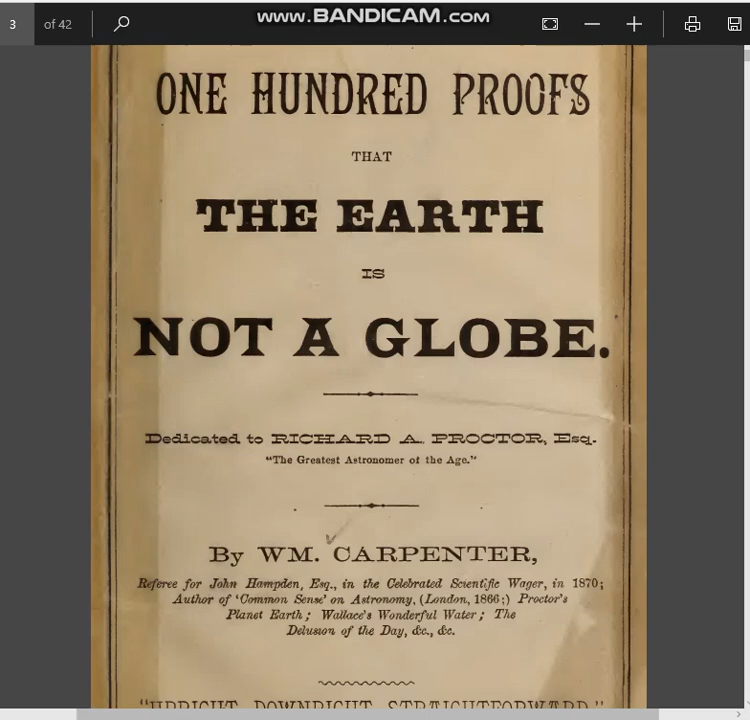 WWW.BANDICAM.COM
3 of 42
ONE HUNDRED PROOFS
THAT
THE EARTH
IS
NOT A GLOBE.
Dedicated to RICHARD A. PROCTOR, Esq.
"The Greatest Astronomer of the Age."
By WM. CARPENTER,
Referee for John Hampden, Esq., in the Celebrated Scientific Wager, in 1870;
Author of 'Common Sense' on Astronomy, (London, 1866;) Proctor's
Planet Earth; Wallace's Wonderful Water; The
Delusion of the Day, &c., &c.
"UPRIGHT, DOWNRIGHT, STRAIGHTFORWARD."